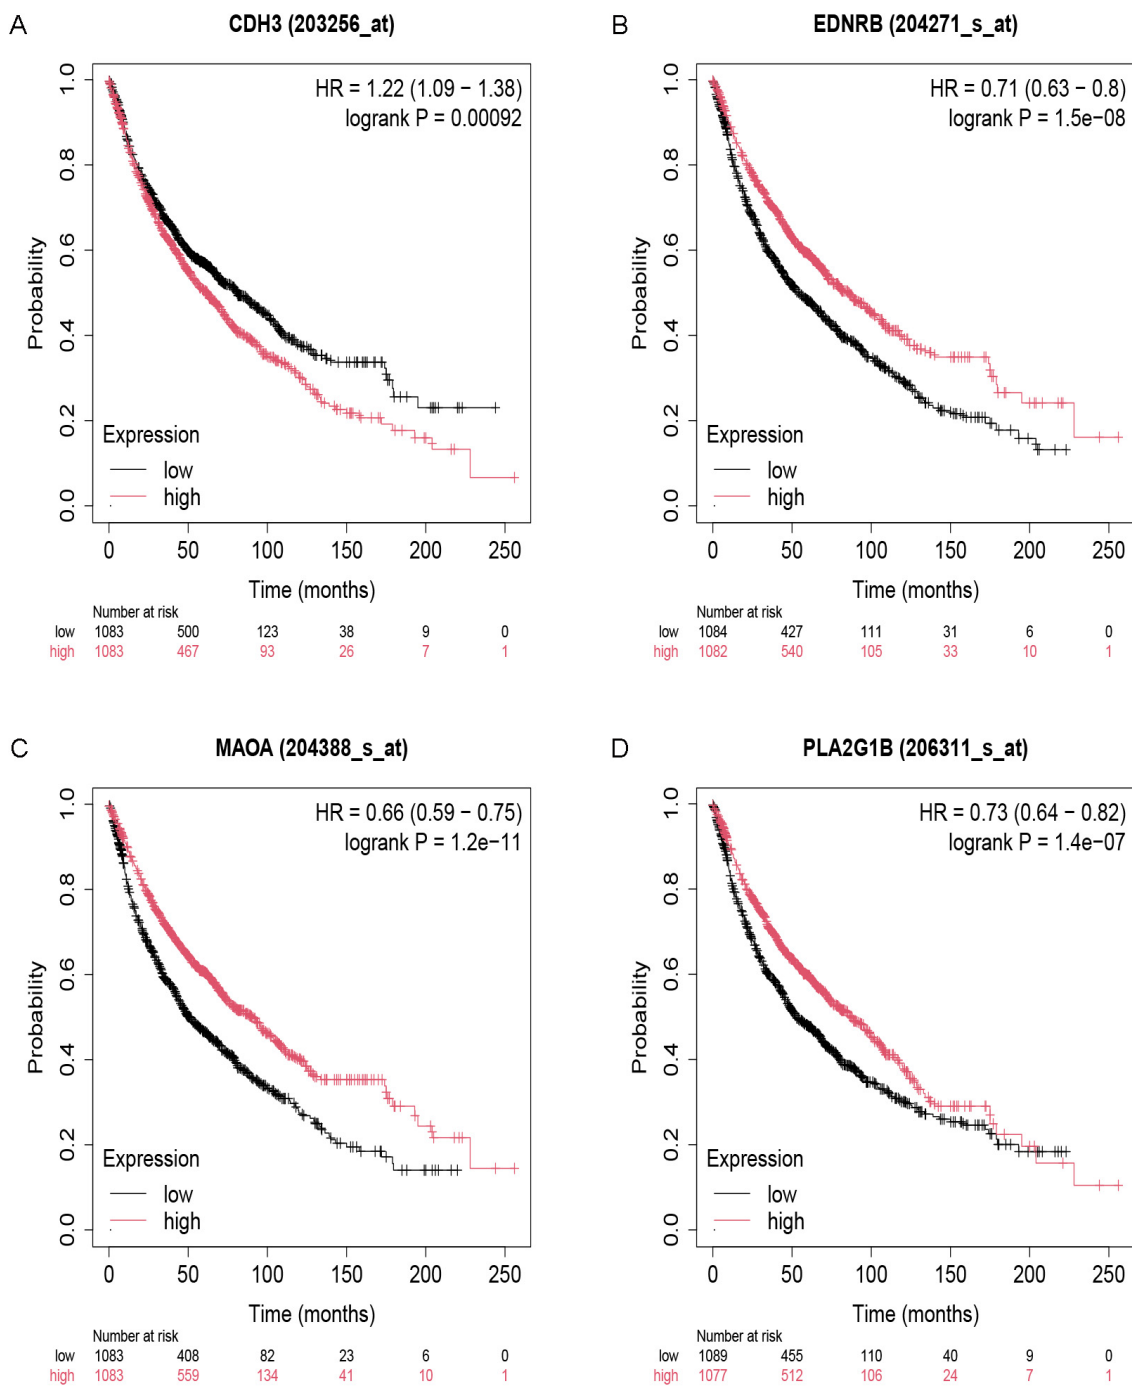 A
CDH3 (203256_at)
HR = 1.22 (1.09 − 1.38)
logrank P = 0.00092
Probability
1.0
0.8
0.6
0.4
0.2
0.0
Expression
low
high
0 50 100 150 200 250
Time (months)
Number at risk
low 1083 500 123 38 9 0
high 1083 467 93 26 7 1
B
EDNRB (204271_s_at)
HR = 0.71 (0.63 − 0.8)
logrank P = 1.5e−08
Probability
1.0
0.8
0.6
0.4
0.2
0.0
Expression
low
high
0 50 100 150 200 250
Time (months)
Number at risk
low 1084 427 111 31 6 0
high 1082 540 105 33 10 1
C
MAOA (204388_s_at)
HR = 0.66 (0.59 − 0.75)
logrank P = 1.2e−11
Probability
1.0
0.8
0.6
0.4
0.2
0.0
Expression
low
high
0 50 100 150 200 250
Time (months)
Number at risk
low 1083 408 82 23 6 0
high 1083 559 134 41 10 1
D
PLA2G1B (206311_s_at)
HR = 0.73 (0.64 − 0.82)
logrank P = 1.4e−07
Probability
1.0
0.8
0.6
0.4
0.2
0.0
Expression
low
high
0 50 100 150 200 250
Time (months)
Number at risk
low 1089 455 110 40 9 0
high 1077 512 106 24 7 1